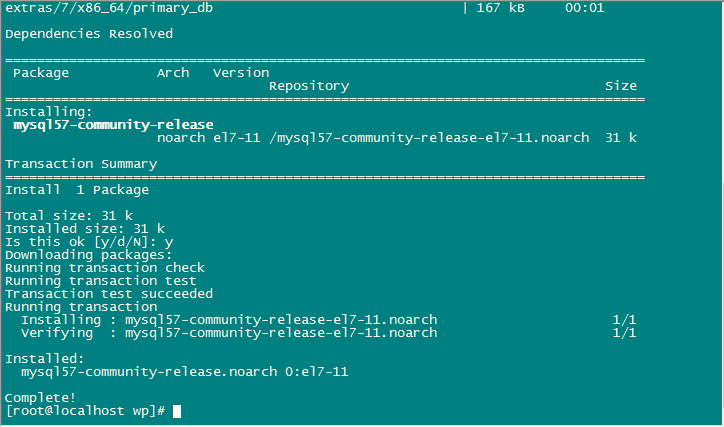 extras/7/x86_64/primary_db | 167 kB 00:01
Dependencies Resolved
================================================================================
Package Arch Version
Repository Size
================================================================================
Installing:
mysql57-community-release
noarch el7-11 /mysql57-community-release-el7-11.noarch 31 k
Transaction Summary
================================================================================
Install 1 Package
Total size: 31 k
Installed size: 31 k
Is this ok [y/d/N]: y
Downloading packages:
Running transaction check
Running transaction test
Transaction test succeeded
Running transaction
Installing : mysql57-community-release-el7-11.noarch 1/1
Verifying : mysql57-community-release-el7-11.noarch 1/1
Installed:
mysql57-community-release.noarch 0:el7-11
Complete!
[root@localhost wp]#